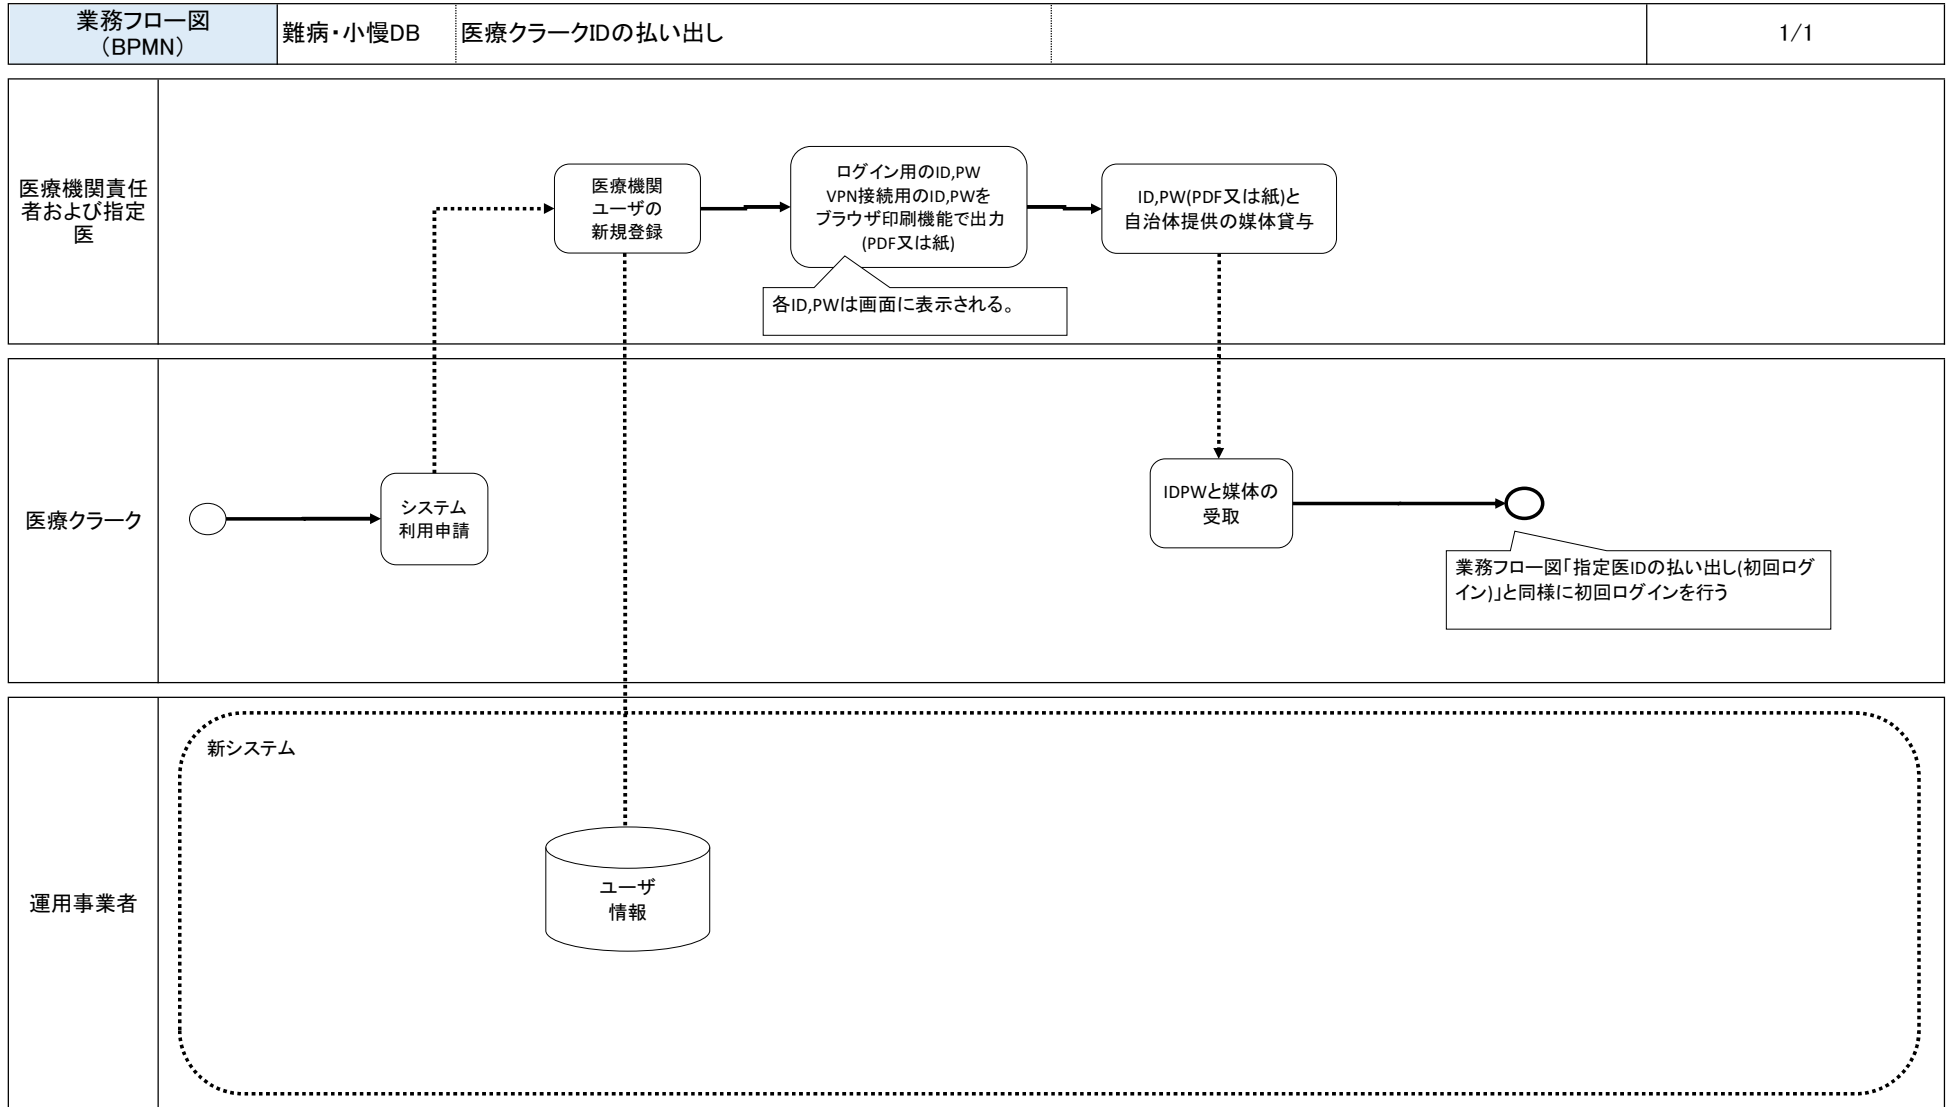 業務フロー図
（BPMN）
難病・小慢DB
医療クラークIDの払い出し
1/1
医療機関責任
者および指定
医
医療機関
ユーザの
新規登録
ログイン用のID,PW
VPN接続用のID,PWを
ブラウザ印刷機能で出力
(PDF又は紙)
ID,PW(PDF又は紙)と
自治体提供の媒体貸与
各ID,PWは画面に表示される。
医療クラーク
システム
利用申請
IDPWと媒体の
受取
業務フロー図「指定医IDの払い出し(初回ログ
イン)」と同様に初回ログインを行う
運用事業者
新システム
ユーザ
情報